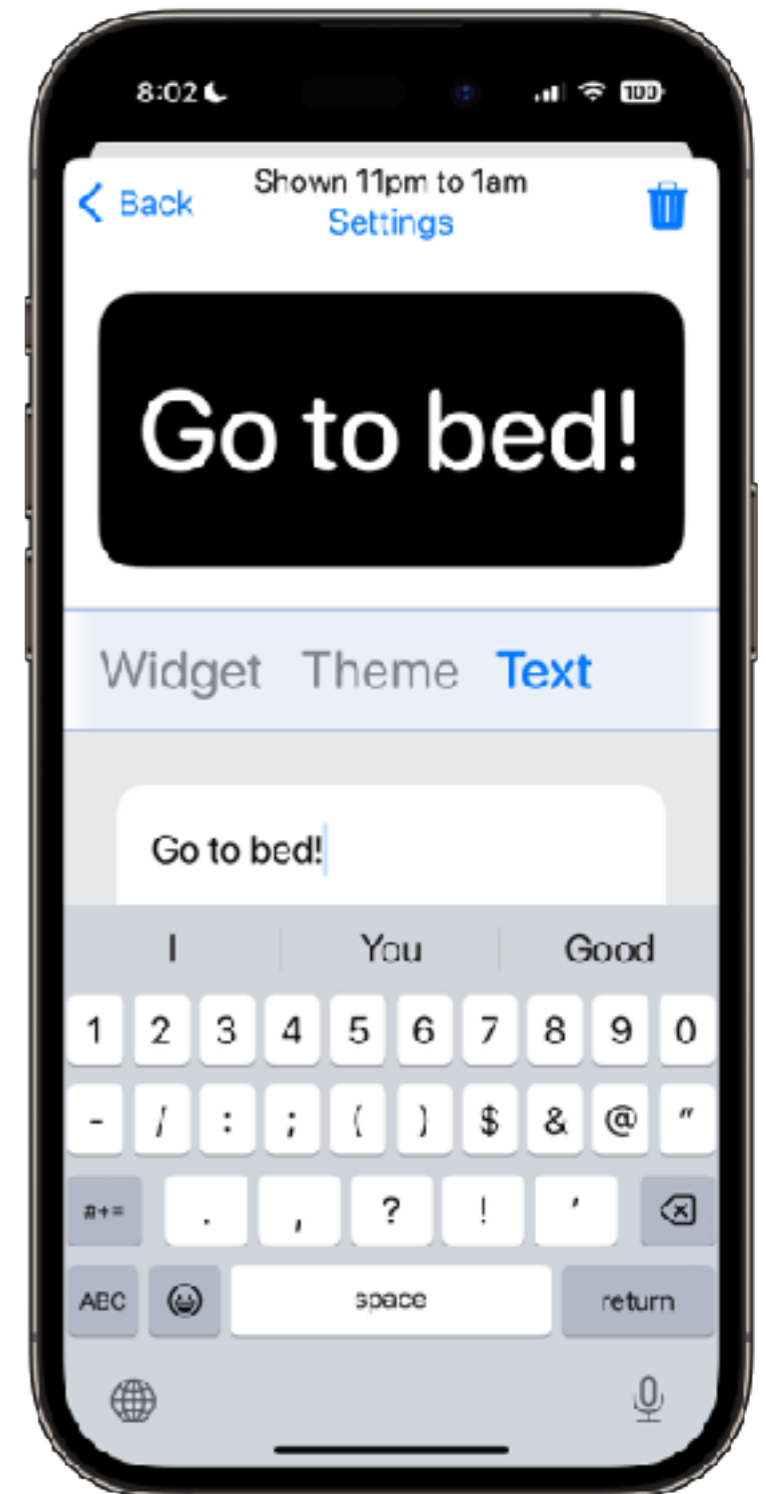 8:02
100
Shown 11pm to 1am
Back
Settings
Go to bed!
Widget Theme Text
Go to bed!
I You Good
1 2 3 4 5 6 7 8 9 0
- / : ; ( ) $ & @ "
#+= . , ? ! '
ABC space return